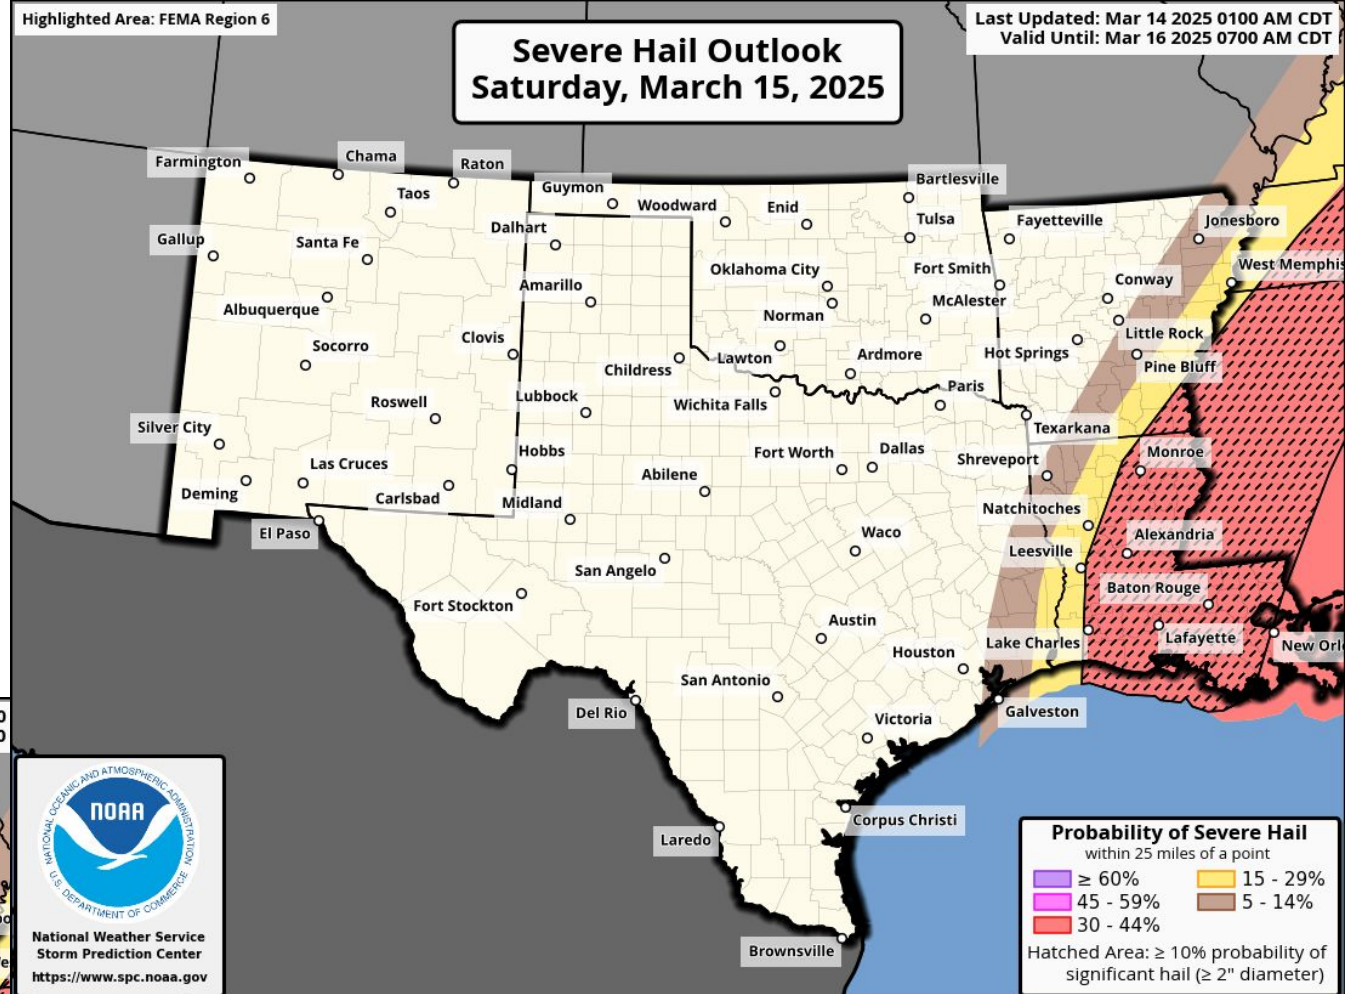 Highlighted Area: FEMA Region 6
Severe Hail Outlook
Saturday, March 15, 2025
Last Updated: Mar 14 2025 0100 AM CDT
Valid Until: Mar 16 2025 0700 AM CDT
Farmington
Chama
Raton
Taos
Guymon
Woodward
Enid
Bartlesville
Tulsa
Fayetteville
Jonesboro
Gallup
Santa Fe
Dalhart
Oklahoma City
Fort Smith
West Memphis
Amarillo
Conway
Albuquerque
Norman
McAlester
Little Rock
Socorro
Clovis
Childress
Lawton
Ardmore
Hot Springs
Pine Bluff
Roswell
Lubbock
Wichita Falls
Paris
Texarkana
Silver City
Hobbs
Fort Worth
Dallas
Shreveport
Monroe
Las Cruces
Abilene
Deming
Carlsbad
Midland
Natchitoches
El Paso
Waco
Leesville
Alexandria
San Angelo
Baton Rouge
Fort Stockton
Austin
Lake Charles
Lafayette
Houston
New Orl
San Antonio
Del Rio
Victoria
Galveston
Corpus Christi
Laredo
Brownsville
NATIONAL OCEANIC AND ATMOSPHERIC ADMINISTRATION
NOAA
U.S. DEPARTMENT OF COMMERCE
National Weather Service
Storm Prediction Center
https://www.spc.noaa.gov
Probability of Severe Hail
within 25 miles of a point
≥ 60%
15 - 29%
45 - 59%
5 - 14%
30 - 44%
Hatched Area: ≥ 10% probability of
significant hail (≥ 2" diameter)